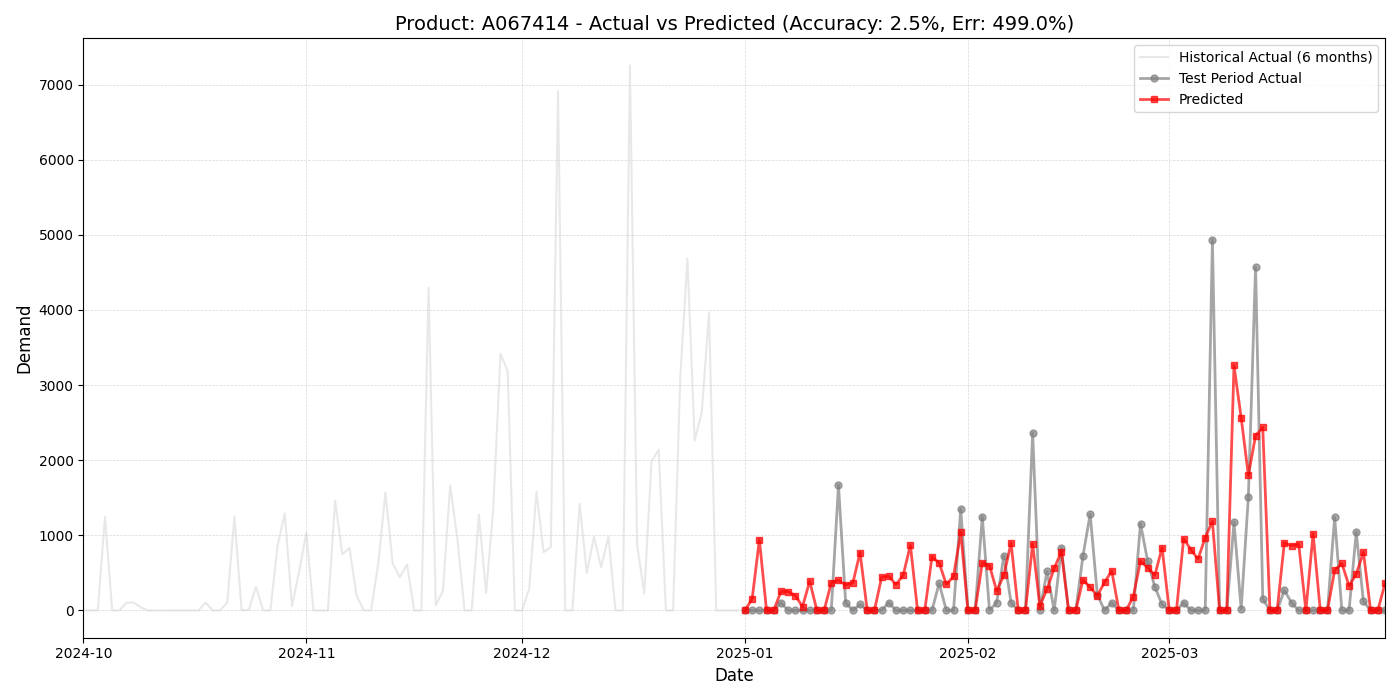 Product: A067414 - Actual vs Predicted (Accuracy: 2.5%, Err: 499.0%)
Historical Actual (6 months)
Test Period Actual
Predicted
7000
6000
5000
4000
3000
2000
1000
0
Demand
2024-10
2024-11
2024-12
2025-01
2025-02
2025-03
Date